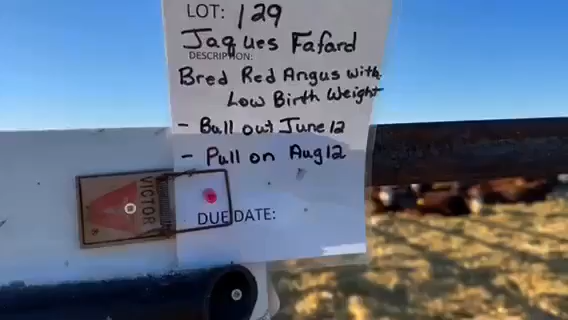 LOT: 129
Jaques Fafard
DESCRIPTION:
Bred Red Angus with
Low Birth Weight
- Ball out June 12
- Pull on Aug 12
VICTOR
DUE DATE: